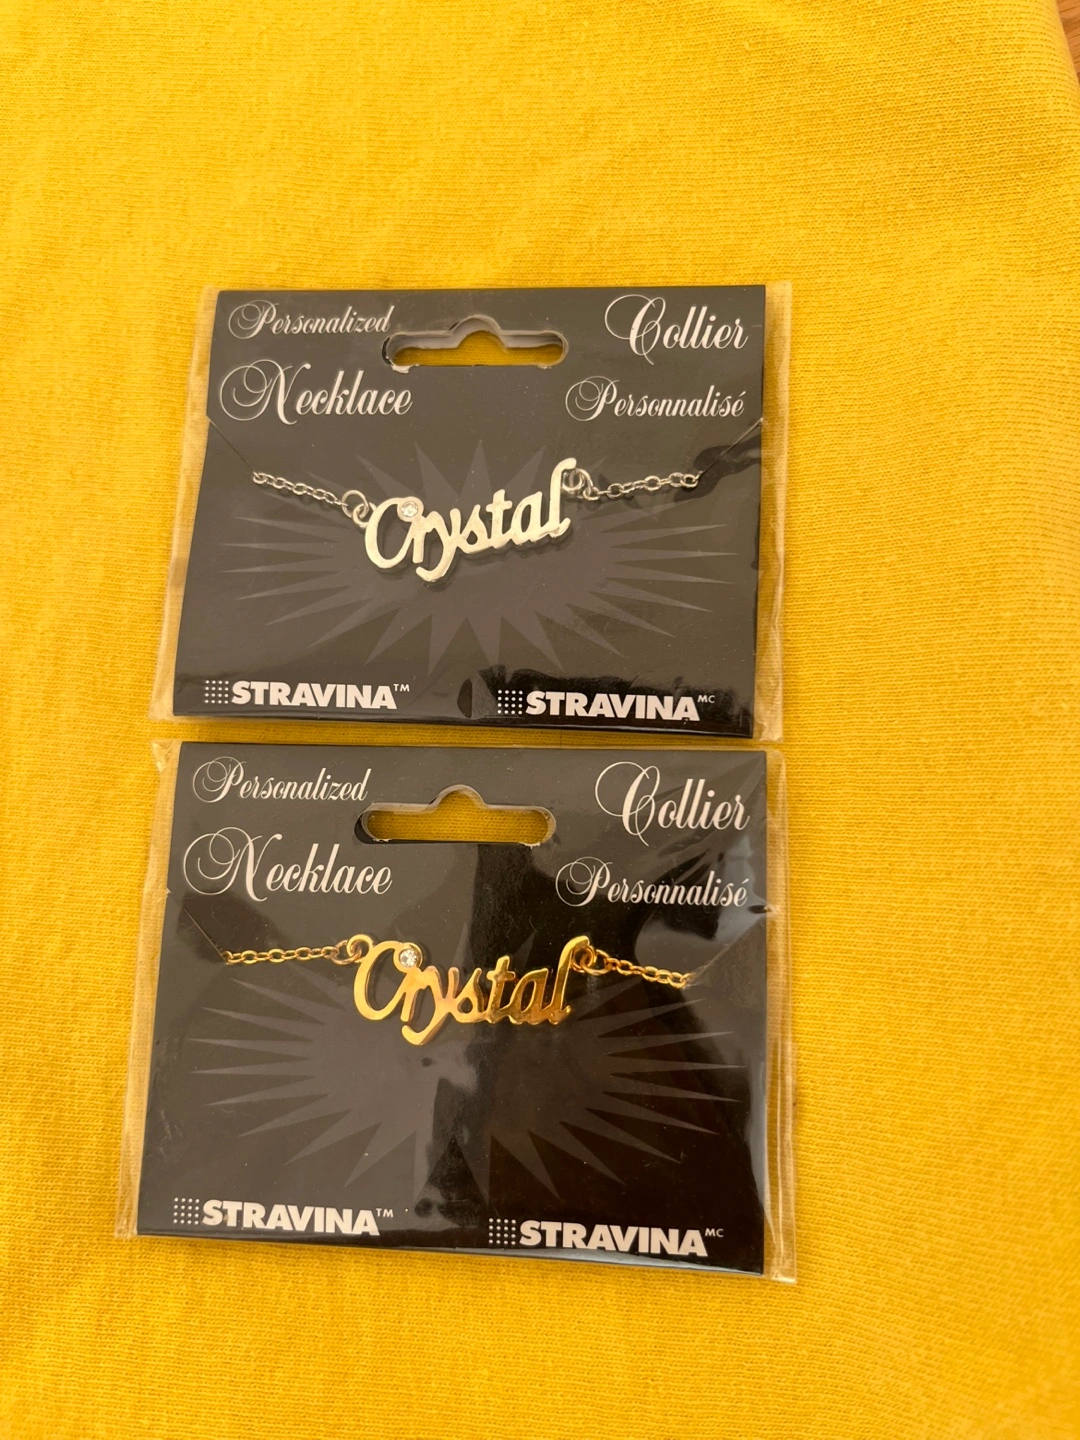 Personalized
Necklace
Collier
Personnalisé
Crystal
STRAVINA™
STRAVINA MC
Personalized
Necklace
Collier
Personnalisé
Crystal
STRAVINA™
STRAVINA MC